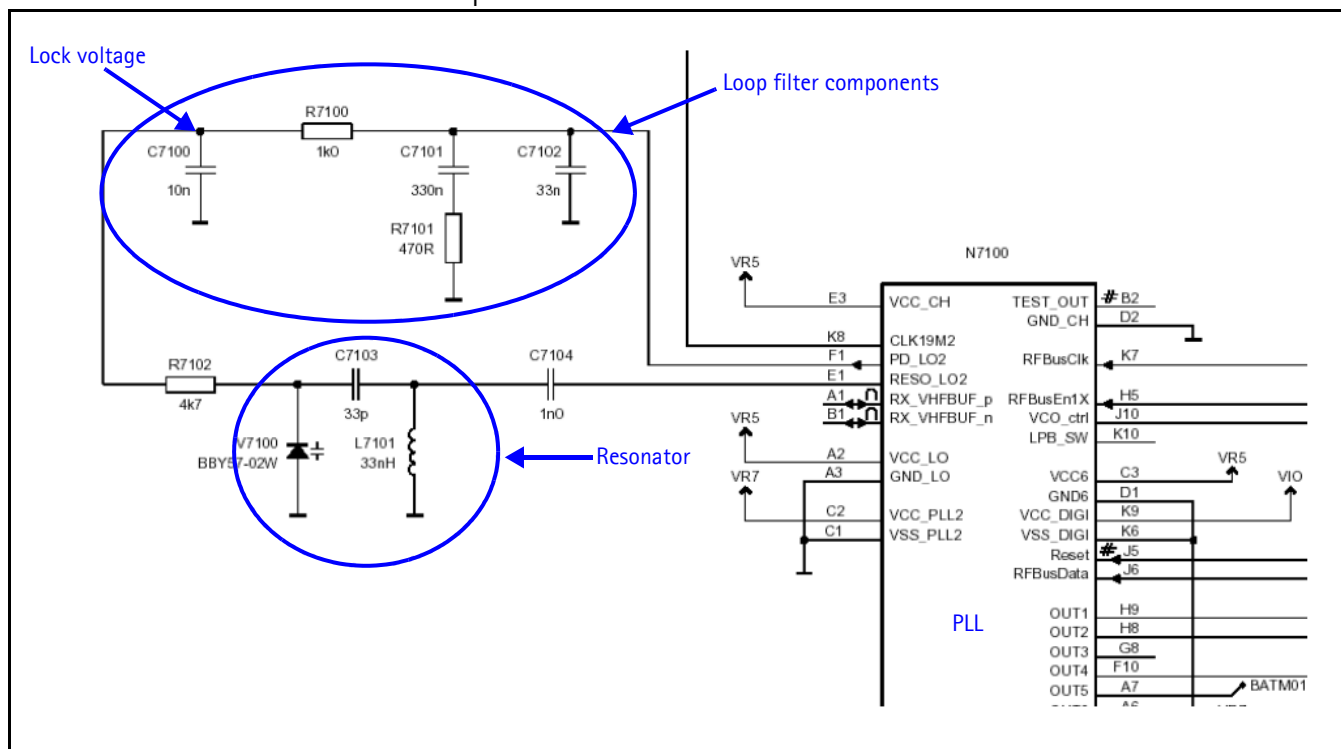 Lock voltage
Loop filter components
R7100
1k0
C7100
10n
C7101
330n
C7102
33n
R7101
470R
R7102
4k7
C7103
33p
C7104
1n0
V7100
BBY57-02W
L7101
33nH
Resonator
N7100
VR5
E3 VCC_CH
K8 CLK19M2
F1 PD_LO2
E1 RESO_LO2
A1 RX_VHFBUF_p
B1 RX_VHFBUF_n
VR5
A2 VCC_LO
A3 GND_LO
VR7
C2 VCC_PLL2
C1 VSS_PLL2
TEST_OUT # B2
GND_CH D2
RFBusClk K7
RFBusEn1X H5
VCO_ctrl J10
LPB_SW K10
VR5
VCC6 C3
VIO
GND6 D1
VCC_DIGI K9
VSS_DIGI K6
Reset # J5
RFBusData J6
PLL
OUT1 H9
OUT2 H8
OUT3 G8
OUT4 F10
OUT5 A7 BATM01